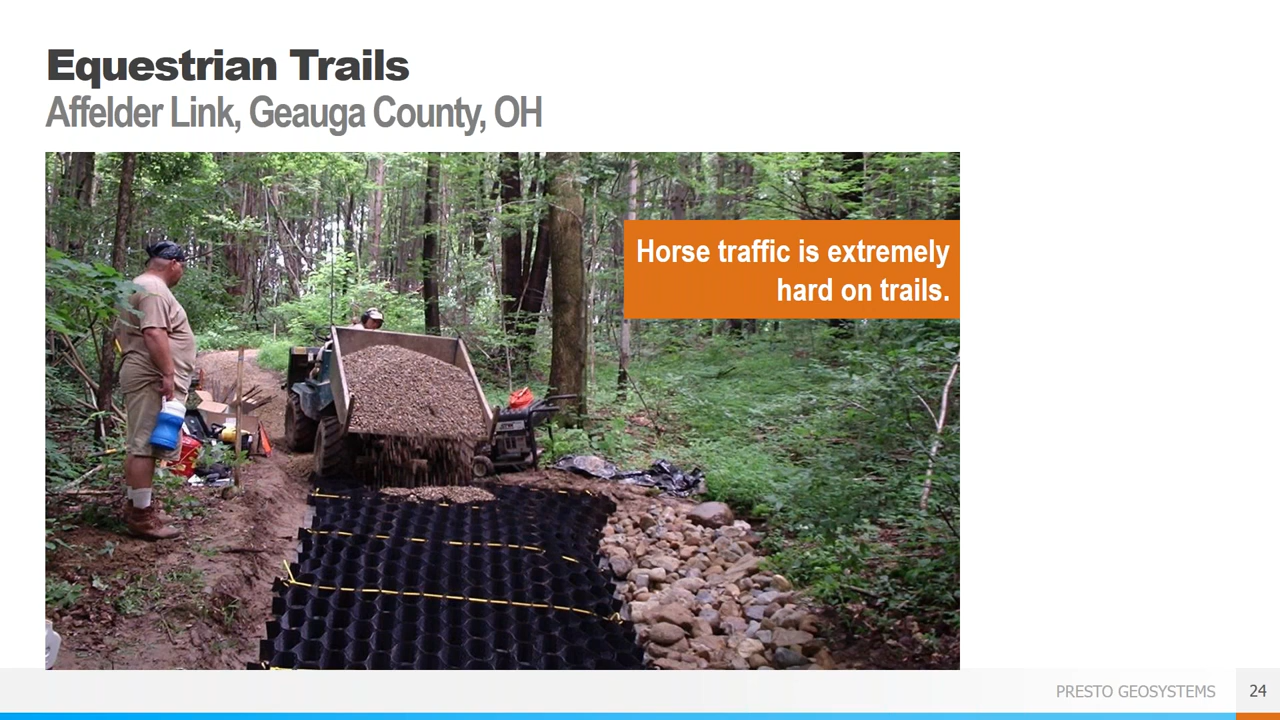 Equestrian Trails
Affelder Link, Geauga County, OH
Horse traffic is extremely
hard on trails.
PRESTO GEOSYSTEMS
24